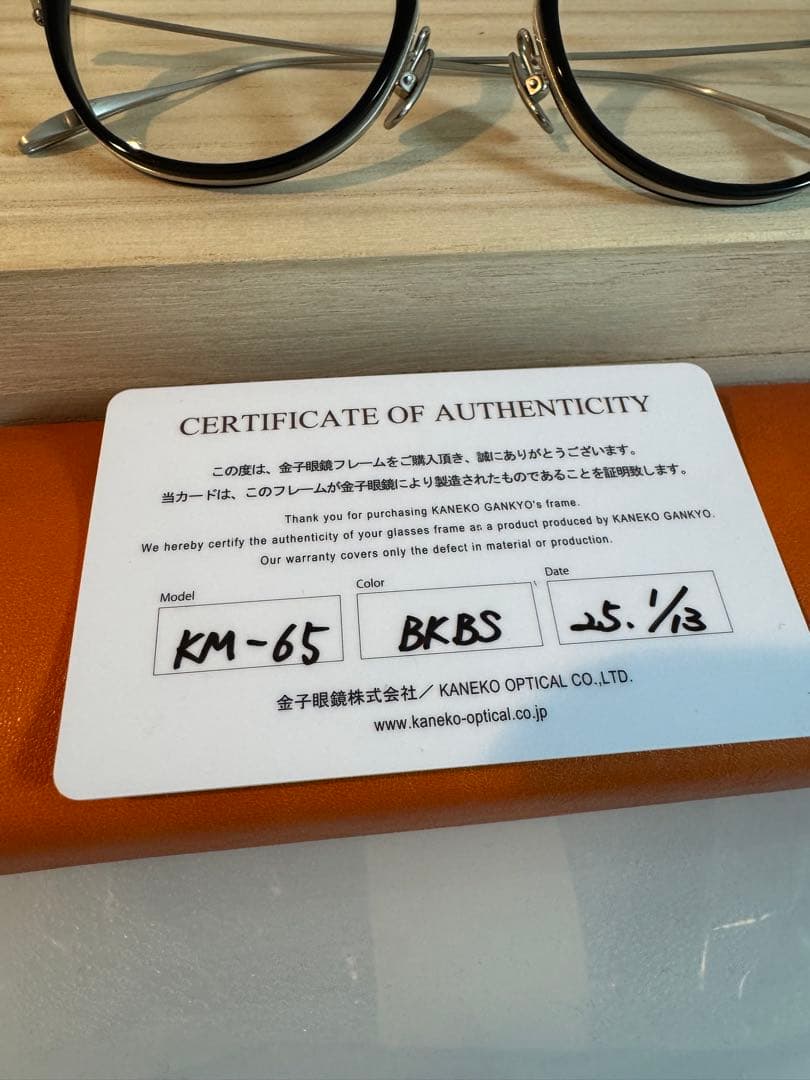 CERTIFICATE OF AUTHENTICITY
この度は、金子眼鏡フレームをご購入頂き、誠にありがとうございます。
当カードは、このフレームが金子眼鏡により製造されたものであることを証明致します。
Thank you for purchasing KANEKO GANKYO's frame.
We hereby certify the authenticity of your glasses frame as a product produced by KANEKO GANKYO.
Our warranty covers only the defect in material or production.
Model Color Date
KM-65 BKBS 25. 1/13
金子眼鏡株式会社／KANEKO OPTICAL CO.,LTD.
www.kaneko-optical.co.jp